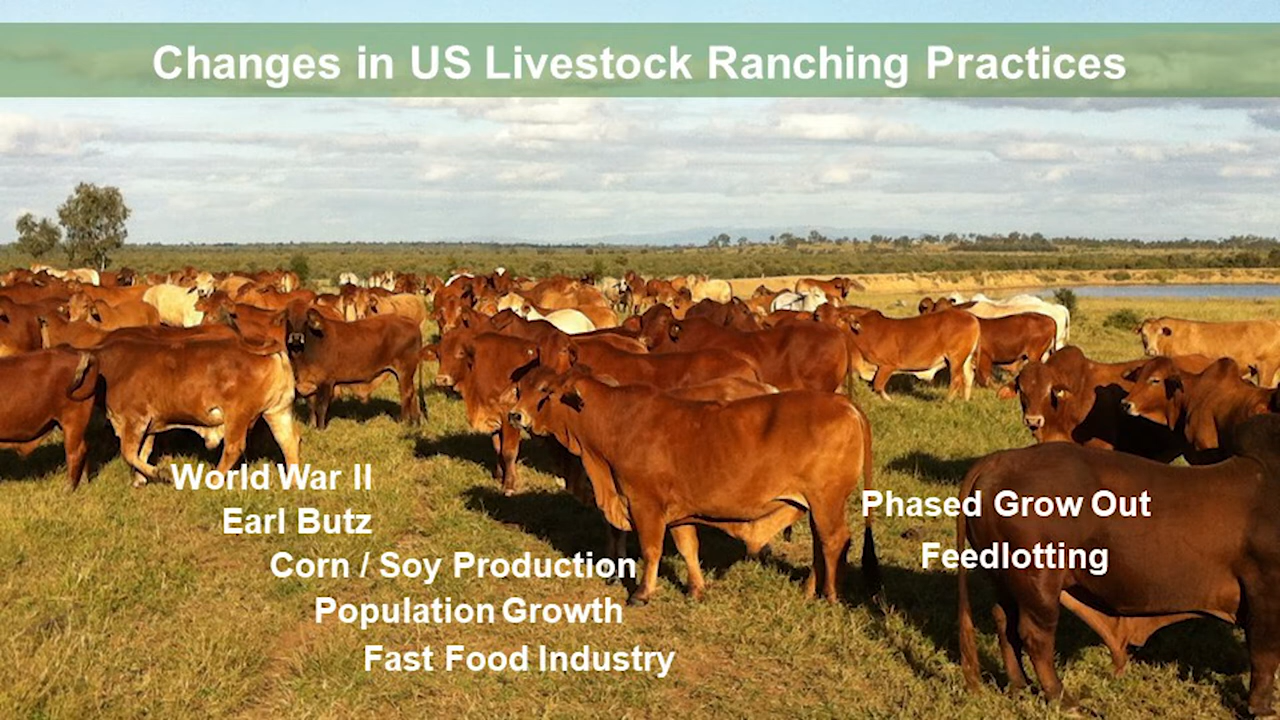 Changes in US Livestock Ranching Practices
World War II
Earl Butz
Corn / Soy Production
Population Growth
Fast Food Industry
Phased Grow Out
Feedlotting